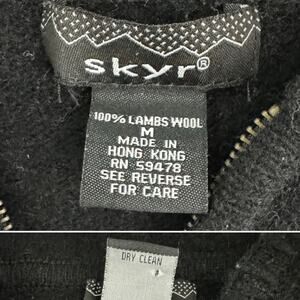 skyr®
100% LAMBS WOOL
M
MADE IN
HONG KONG
RN 59478
SEE REVERSE
FOR CARE
DRY CLEAN